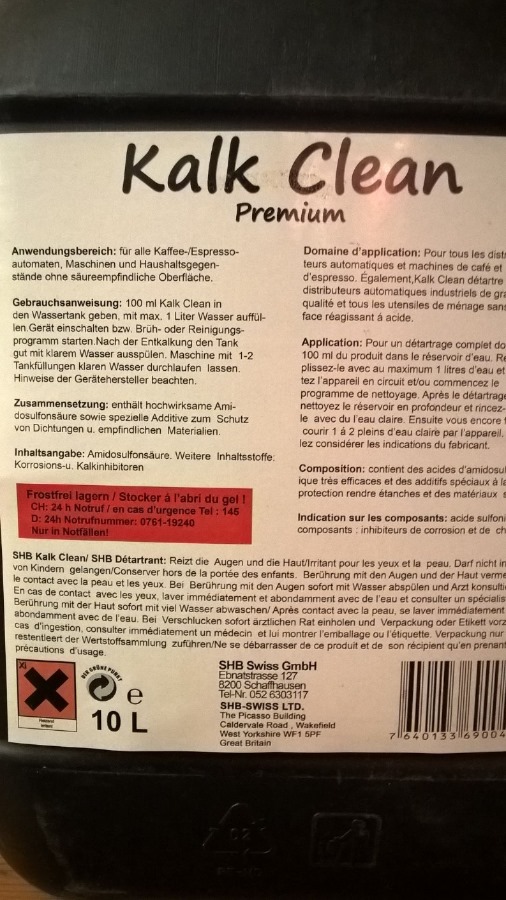 Kalk Clean
Premium
Anwendungsbereich: für alle Kaffee-/Espresso-
automaten, Maschinen und Haushaltsgegen-
stände ohne säureempfindliche Oberfläche.
Gebrauchsanweisung: 100 ml Kalk Clean in
den Wassertank geben, mit max. 1 Liter Wasser auffül-
len.Gerät einschalten bzw. Brüh- oder Reinigungs-
programm starten.Nach der Entkalkung den Tank
gut mit klarem Wasser ausspülen. Maschine mit 1-2
Tankfüllungen klaren Wasser durchlaufen lassen.
Hinweise der Gerätehersteller beachten.
Zusammensetzung: enthält hochwirksame Ami-
dosulfonsäure sowie spezielle Additive zum Schutz
von Dichtungen u. empfindlichen Materialien.
Inhaltsangabe: Amidosulfonsäure. Weitere Inhaltsstoffe:
Korrosions-u. Kalkinhibitoren
Domaine d'application: Pour tous les dist
teurs automatiques et machines de café et
d'espresso. Également,Kalk Clean détartre
distributeurs automatiques industriels de gra
qualité et tous les utensiles de ménage sans
face réagissant á acide.
Application: Pour un détartrage complet do
100 ml du produit dans le réservoir d'eau. Re
plissez-le avec au maximum 1 litres d'eau et
tez l'appareil en circuit et/ou commencez le
programme de nettoyage. Après le détartrage
nettoyez le réservoir en profondeur et rincez-
le avec du l'eau claire. Ensuite vous encore f
courir 1 á 2 pleins d'eau claire par l'appareil.
lez considérer les indications du fabricant.
Composition: contient des acides d'amidosul
ique très efficaces et des additifs spéciaux á la
protection rendre étanches et des matériaux s
Indication sur les composants: acide sulfoni
composants : inhibiteurs de corrosion et de ch
Frostfrei lagern / Stocker á l'abri du gel !
CH: 24 h Notruf / en cas d'urgence Tel : 145
D: 24h Notrufnummer: 0761-19240
Nur in Notfällen!
SHB Kalk Clean/ SHB Détartrant: Reizt die Augen und die Haut/Irritant pour les yeux et la peau. Darf nicht in
von Kindern gelangen/Conserver hors de la portée des enfants. Berührung mit den Augen und der Haut verme
le contact avec la peau et les yeux. Bei Berührung mit den Augen sofort mit Wasser abspülen und Arzt konsulti
En cas de contact avec les yeux, laver immédiatement et abondamment avec de l'eau et consulter un spécialis
Berührung mit der Haut sofort mit viel Wasser abwaschen/ Après contact avec la peau, se laver immédiatement
abondamment avec de l'eau. Bei Verschlucken sofort ärztlichen Rat einholen und Verpackung oder Etikett vorz
cas d'ingestion, consulter immédiatement un médecin et lui montrer l'emballage ou l'étiquette. Verpackung nur
restentleert der Wertstoffsammlung zuführen/Ne se débarrasser de ce produit et de son récipient qu'en prenant
précautions d'usage.
Xi
DER GRÜNE PUNKT
e
10 L
SHB Swiss GmbH
Ebnatstrasse 127
8200 Schaffhausen
Tel-Nr. 052 6303117
SHB-SWISS LTD.
The Picasso Building
Caldervale Road , Wakefield
West Yorkshire WF1 5PF
Great Britain
7 640133 69004